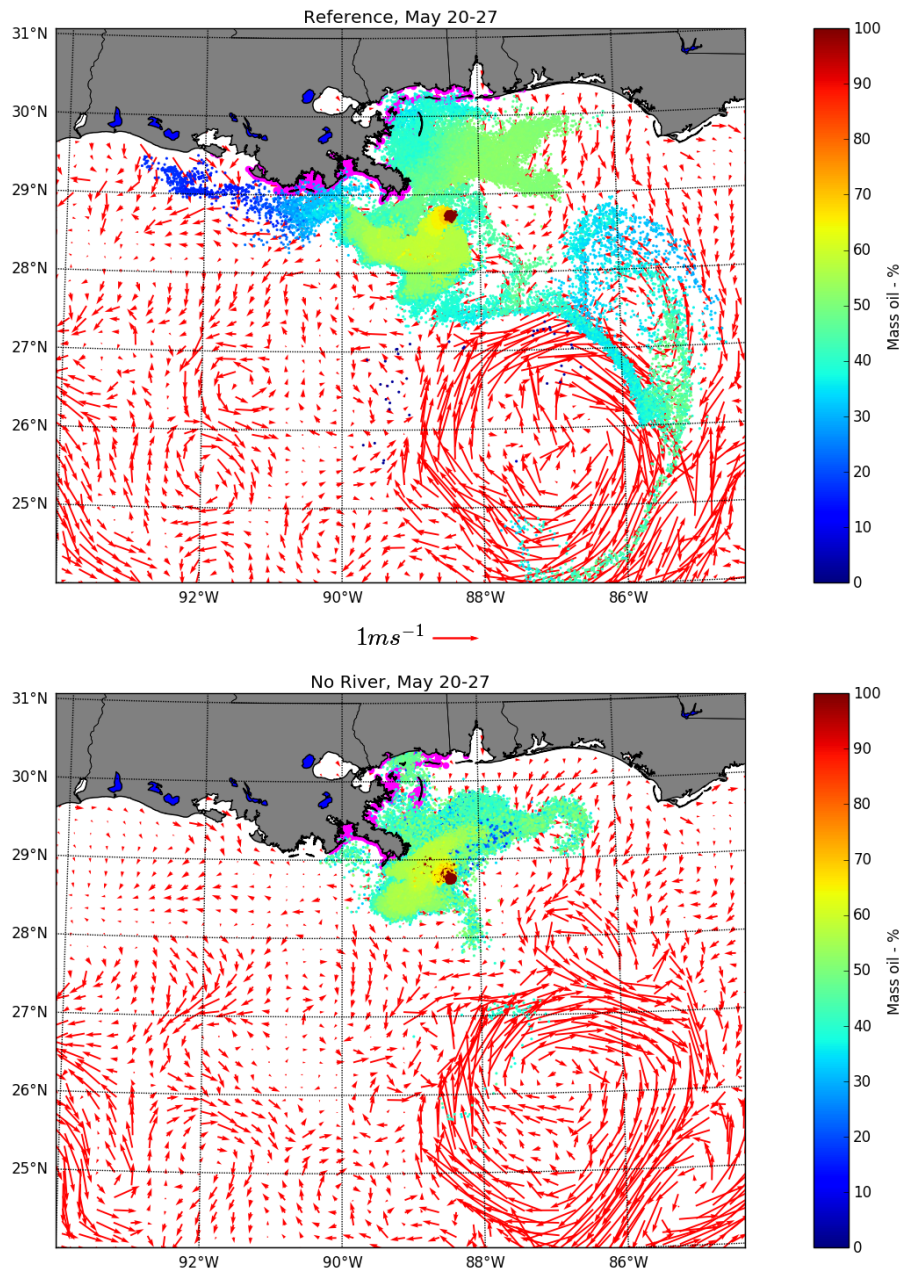 Reference, May 20-27
31°N
30°N
29°N
28°N
27°N
26°N
25°N
92°W 90°W 88°W 86°W
100
90
80
70
60
50
40
30
20
10
0
Mass oil - %
1ms⁻¹
No River, May 20-27
31°N
30°N
29°N
28°N
27°N
26°N
25°N
92°W 90°W 88°W 86°W
100
90
80
70
60
50
40
30
20
10
0
Mass oil - %